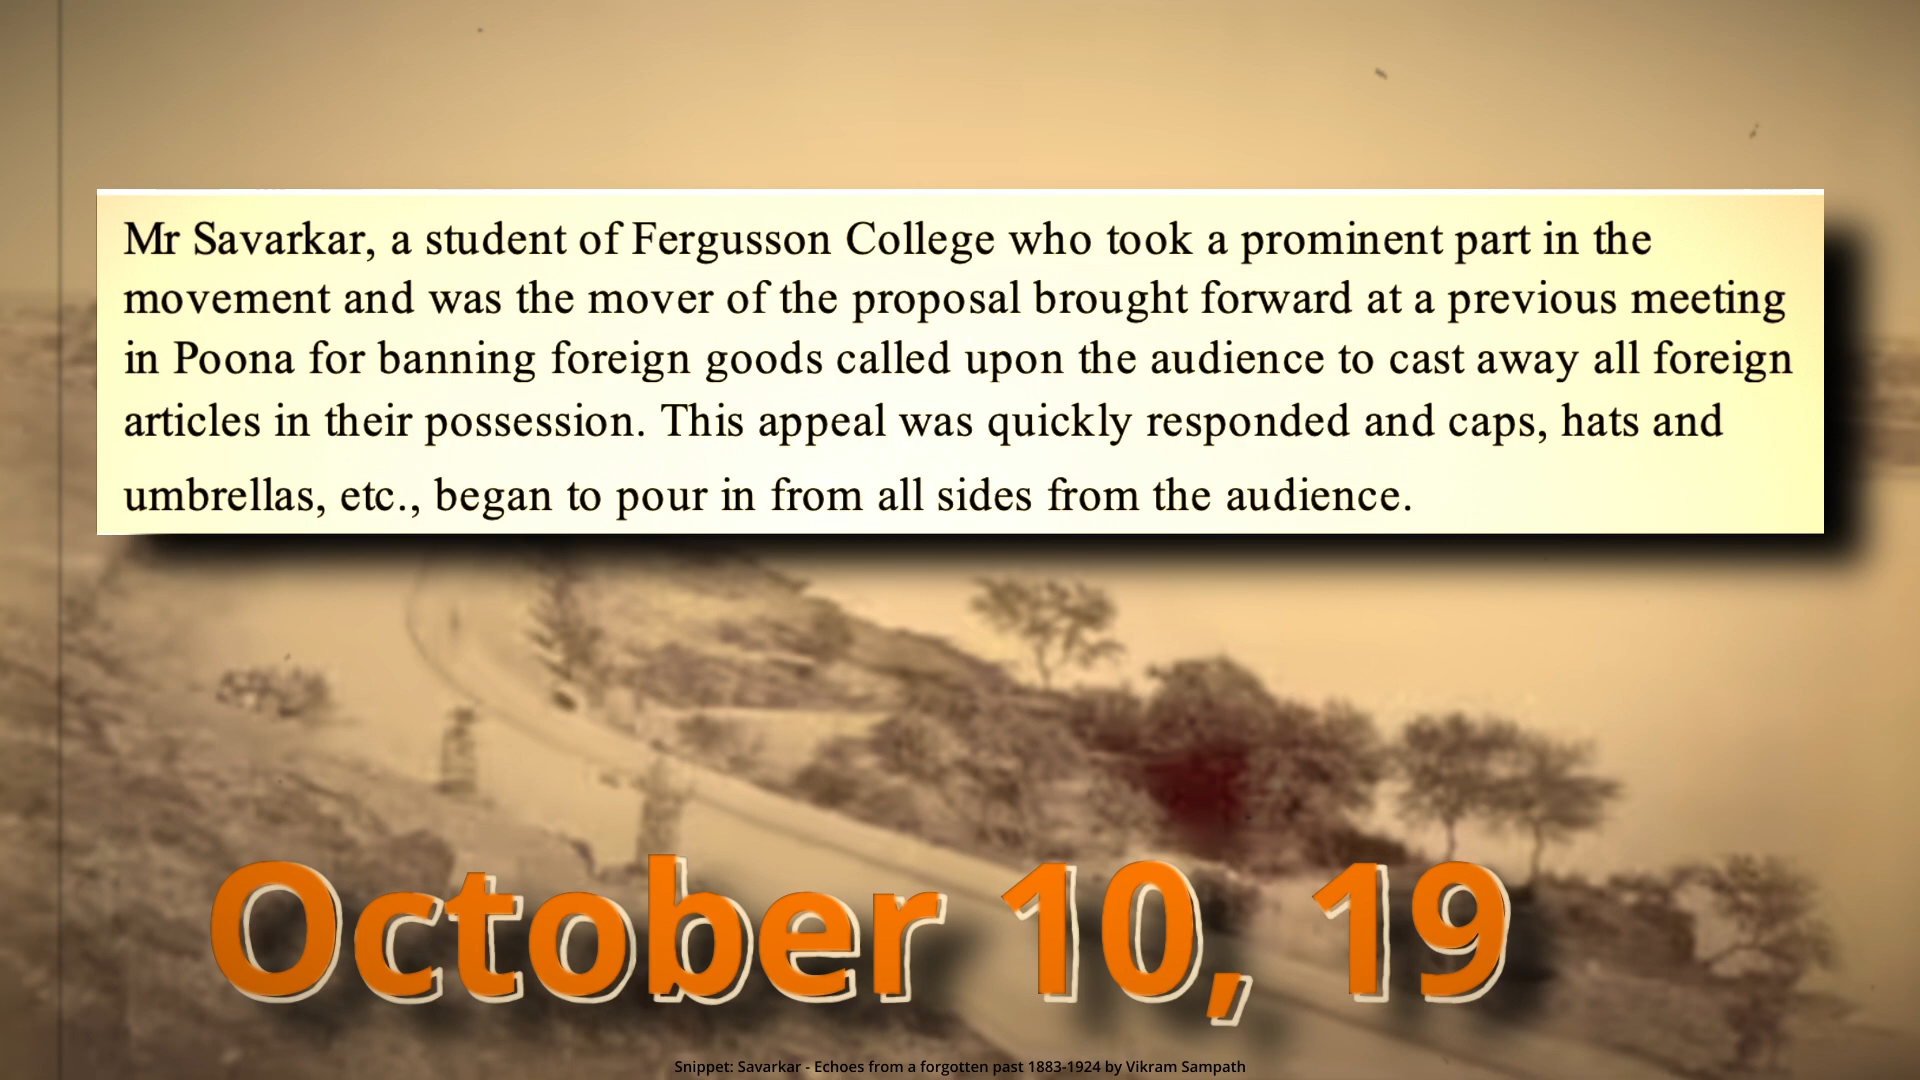 Mr Savarkar, a student of Fergusson College who took a prominent part in the
movement and was the mover of the proposal brought forward at a previous meeting
in Poona for banning foreign goods called upon the audience to cast away all foreign
articles in their possession. This appeal was quickly responded and caps, hats and
umbrellas, etc., began to pour in from all sides from the audience.
October 10, 19
Snippet: Savarkar - Echoes from a forgotten past 1883-1924 by Vikram Sampath